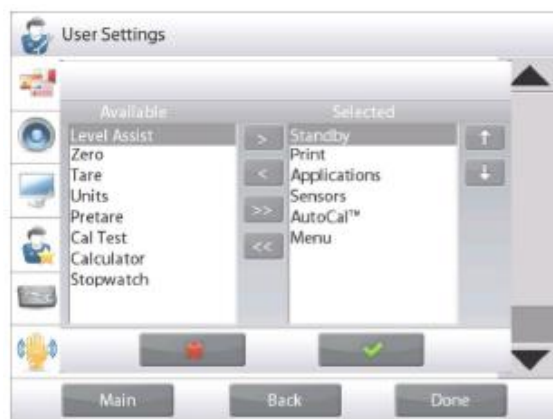 User Settings
Available
Selected
Level Assist
Zero
Tare
Units
Pretare
Cal Test
Calculator
Stopwatch
>
<
>>
<<
Standby
Print
Applications
Sensors
AutoCal™
Menu
Main
Back
Done